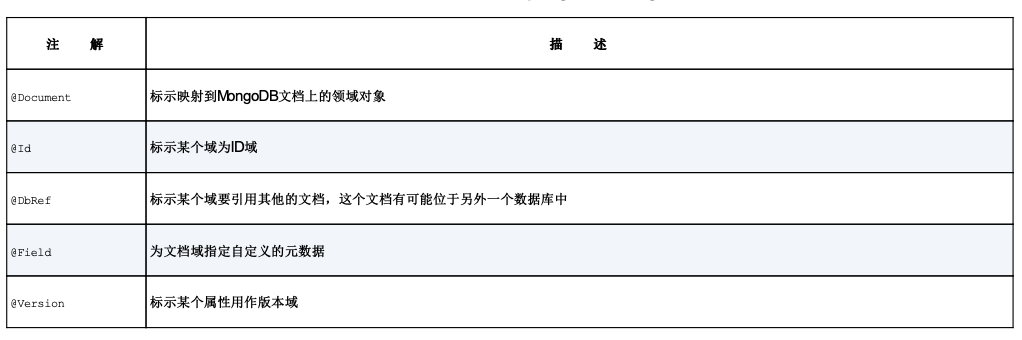 注 解 描 述
@Document 标示映射到MongoDB文档上的领域对象
@Id 标示某个域为ID域
@DbRef 标示某个域要引用其他的文档，这个文档有可能位于另外一个数据库中
@Field 为文档域指定自定义的元数据
@Version 标示某个属性用作版本域